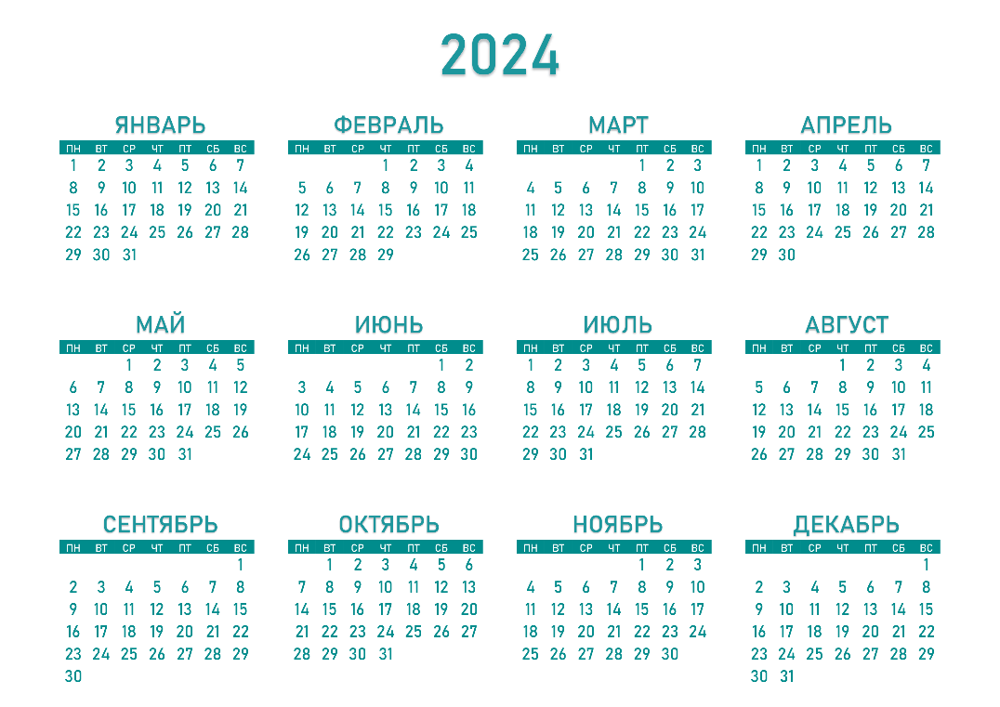 2024
ЯНВАРЬ
ПН ВТ СР ЧТ ПТ СБ ВС
1 2 3 4 5 6 7
8 9 10 11 12 13 14
15 16 17 18 19 20 21
22 23 24 25 26 27 28
29 30 31
ФЕВРАЛЬ
ПН ВТ СР ЧТ ПТ СБ ВС
1 2 3 4
5 6 7 8 9 10 11
12 13 14 15 16 17 18
19 20 21 22 23 24 25
26 27 28 29
МАРТ
ПН ВТ СР ЧТ ПТ СБ ВС
1 2 3
4 5 6 7 8 9 10
11 12 13 14 15 16 17
18 19 20 21 22 23 24
25 26 27 28 29 30 31
АПРЕЛЬ
ПН ВТ СР ЧТ ПТ СБ ВС
1 2 3 4 5 6 7
8 9 10 11 12 13 14
15 16 17 18 19 20 21
22 23 24 25 26 27 28
29 30
МАЙ
ПН ВТ СР ЧТ ПТ СБ ВС
1 2 3 4 5
6 7 8 9 10 11 12
13 14 15 16 17 18 19
20 21 22 23 24 25 26
27 28 29 30 31
ИЮНЬ
ПН ВТ СР ЧТ ПТ СБ ВС
1 2
3 4 5 6 7 8 9
10 11 12 13 14 15 16
17 18 19 20 21 22 23
24 25 26 27 28 29 30
ИЮЛЬ
ПН ВТ СР ЧТ ПТ СБ ВС
1 2 3 4 5 6 7
8 9 10 11 12 13 14
15 16 17 18 19 20 21
22 23 24 25 26 27 28
29 30 31
АВГУСТ
ПН ВТ СР ЧТ ПТ СБ ВС
1 2 3 4
5 6 7 8 9 10 11
12 13 14 15 16 17 18
19 20 21 22 23 24 25
26 27 28 29 30 31
СЕНТЯБРЬ
ПН ВТ СР ЧТ ПТ СБ ВС
1
2 3 4 5 6 7 8
9 10 11 12 13 14 15
16 17 18 19 20 21 22
23 24 25 26 27 28 29
30
ОКТЯБРЬ
ПН ВТ СР ЧТ ПТ СБ ВС
1 2 3 4 5 6
7 8 9 10 11 12 13
14 15 16 17 18 19 20
21 22 23 24 25 26 27
28 29 30 31
НОЯБРЬ
ПН ВТ СР ЧТ ПТ СБ ВС
1 2 3
4 5 6 7 8 9 10
11 12 13 14 15 16 17
18 19 20 21 22 23 24
25 26 27 28 29 30
ДЕКАБРЬ
ПН ВТ СР ЧТ ПТ СБ ВС
1
2 3 4 5 6 7 8
9 10 11 12 13 14 15
16 17 18 19 20 21 22
23 24 25 26 27 28 29
30 31